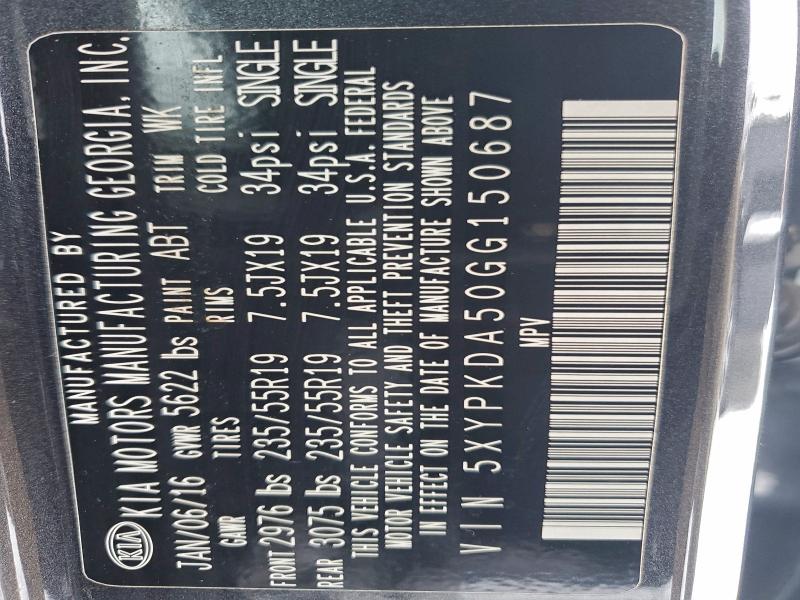 MANUFACTURED BY
KIA KIA MOTORS MANUFACTURING GEORGIA, INC.
JAN/06/16 GVWR 5622 lbs PAINT ABT TRIM WK
GAWR TIRES RIMS COLD TIRE INFL
FRONT 2976 lbs 235/55R19 7.5JX19 34psi SINGLE
REAR 3075 lbs 235/55R19 7.5JX19 34psi SINGLE
THIS VEHICLE CONFORMS TO ALL APPLICABLE U.S.A. FEDERAL
MOTOR VEHICLE SAFETY AND THEFT PREVENTION STANDARDS
IN EFFECT ON THE DATE OF MANUFACTURE SHOWN ABOVE
VIN 5XYPKDA50GG150687
MPV